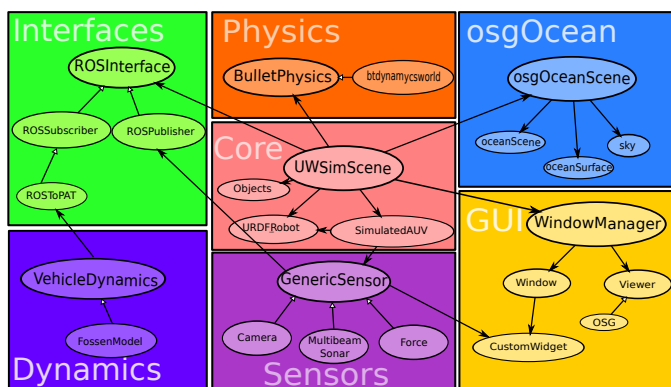 Interfaces
ROSInterface
ROSSubscriber
ROSPublisher
ROSToPAT
Physics
BulletPhysics
btdynamycsworld
osgOcean
osgOceanScene
oceanScene
oceanSurface
sky
Core
UWSimScene
Objects
URDFRobot
SimulatedAUV
GUI
WindowManager
Window
Viewer
OSG
CustomWidget
VehicleDynamics
FossenModel
Dynamics
GenericSensor
Camera
Multibeam
Sonar
Force
Sensors